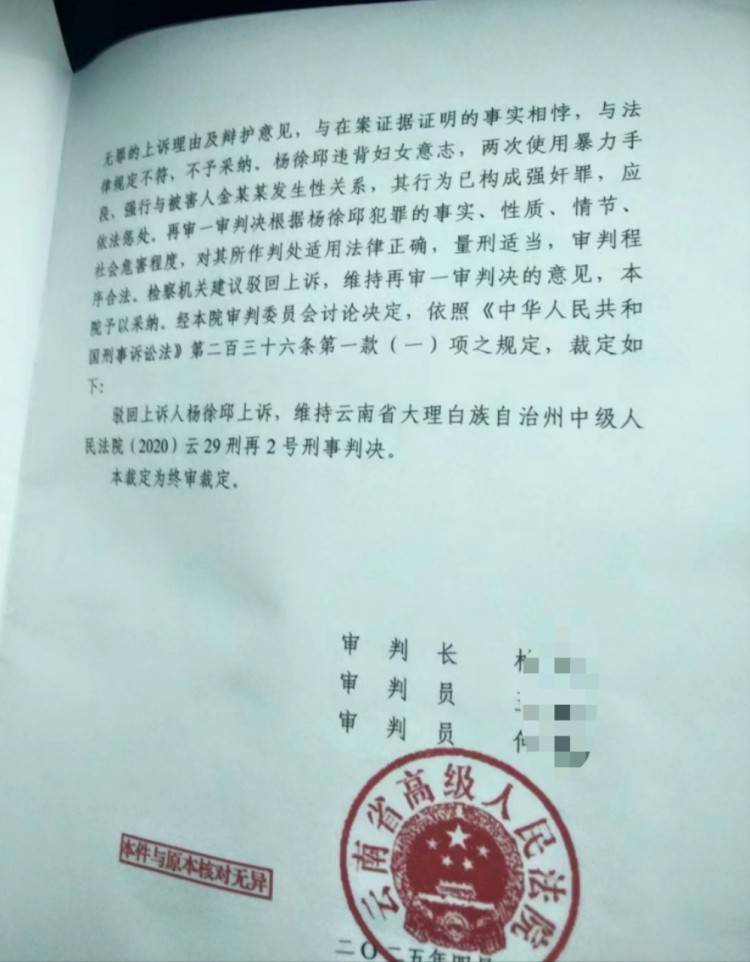 无罪的上诉理由及辩护意见，与在案证据证明的事实相悖，与法
律规定不符，不予采纳。杨徐邱违背妇女意志，两次使用暴力手
段，强行与被害人金某某发生性关系，其行为已构成强奸罪，应
依法惩处。再审一审判决根据杨徐邱犯罪的事实、性质、情节、
社会危害程度，对其所作判处适用法律正确，量刑适当，审判程
序合法。检察机关建议驳回上诉，维持再审一审判决的意见，本
院予以采纳。经本院审判委员会讨论决定，依照《中华人民共和
国刑事诉讼法》第二百三十六条第一款（一）项之规定，裁定如
下：
驳回上诉人杨徐邱上诉，维持云南省大理白族自治州中级人
民法院（2020）云29刑再2号刑事判决。
本裁定为终审裁定。
审 判 长
审 判 员
审 判 员
云南省高级人民法院
本件与原本核对无异
二〇二五年四月